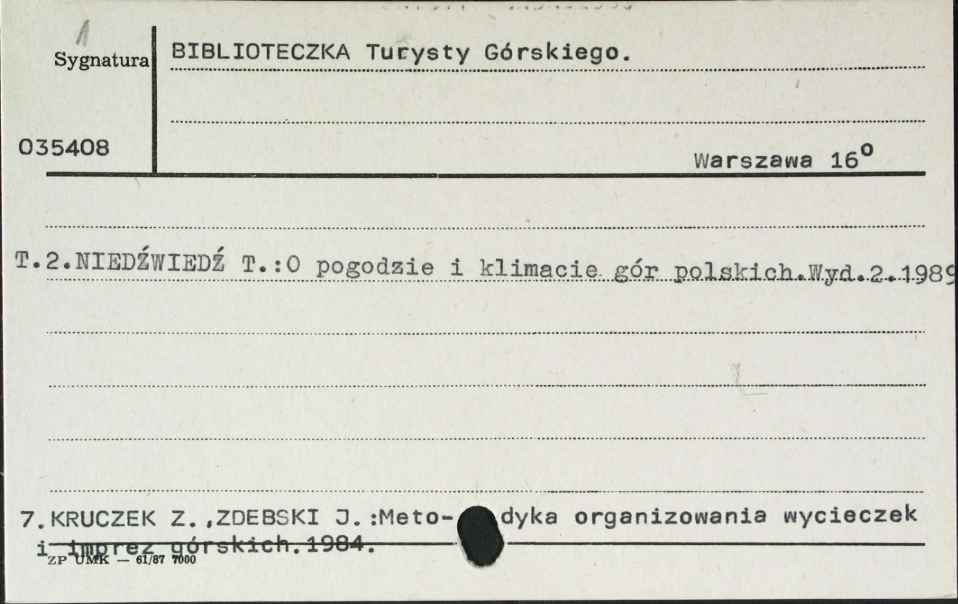 1
Sygnatura
BIBLIOTECZKA Turysty Górskiego.
035408
Warszawa 16⁰
T.2.NIEDŹWIEDŹ T.:O pogodzie i klimacie gór polskich.Wyd.2.1989
7.KRUCZEK Z.,ZDEBSKI J.:Meto-dyka organizowania wycieczek
i imprez górskich.1984.
ZP UMK — 61/87 7000